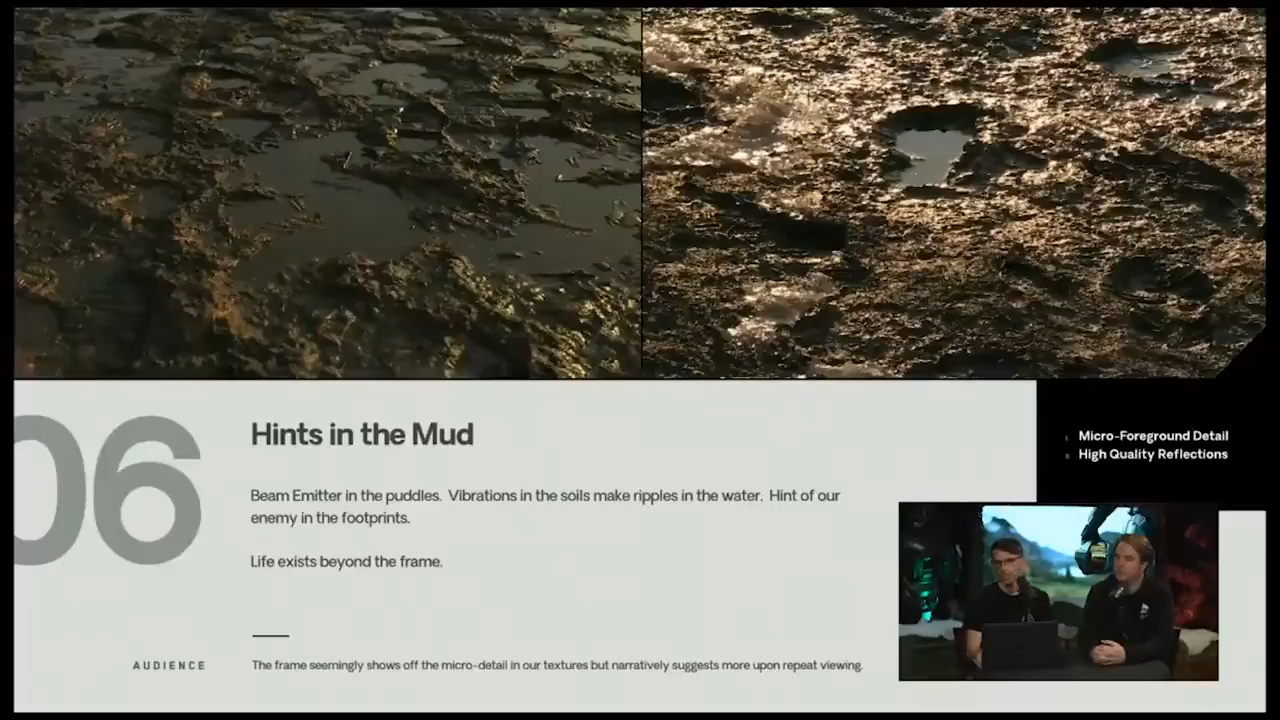 06
Hints in the Mud
Beam Emitter in the puddles. Vibrations in the soils make ripples in the water. Hint of our
enemy in the footprints.
Life exists beyond the frame.
AUDIENCE
The frame seemingly shows off the micro-detail in our textures but narratively suggests more upon repeat viewing.
Micro-Foreground Detail
High Quality Reflections